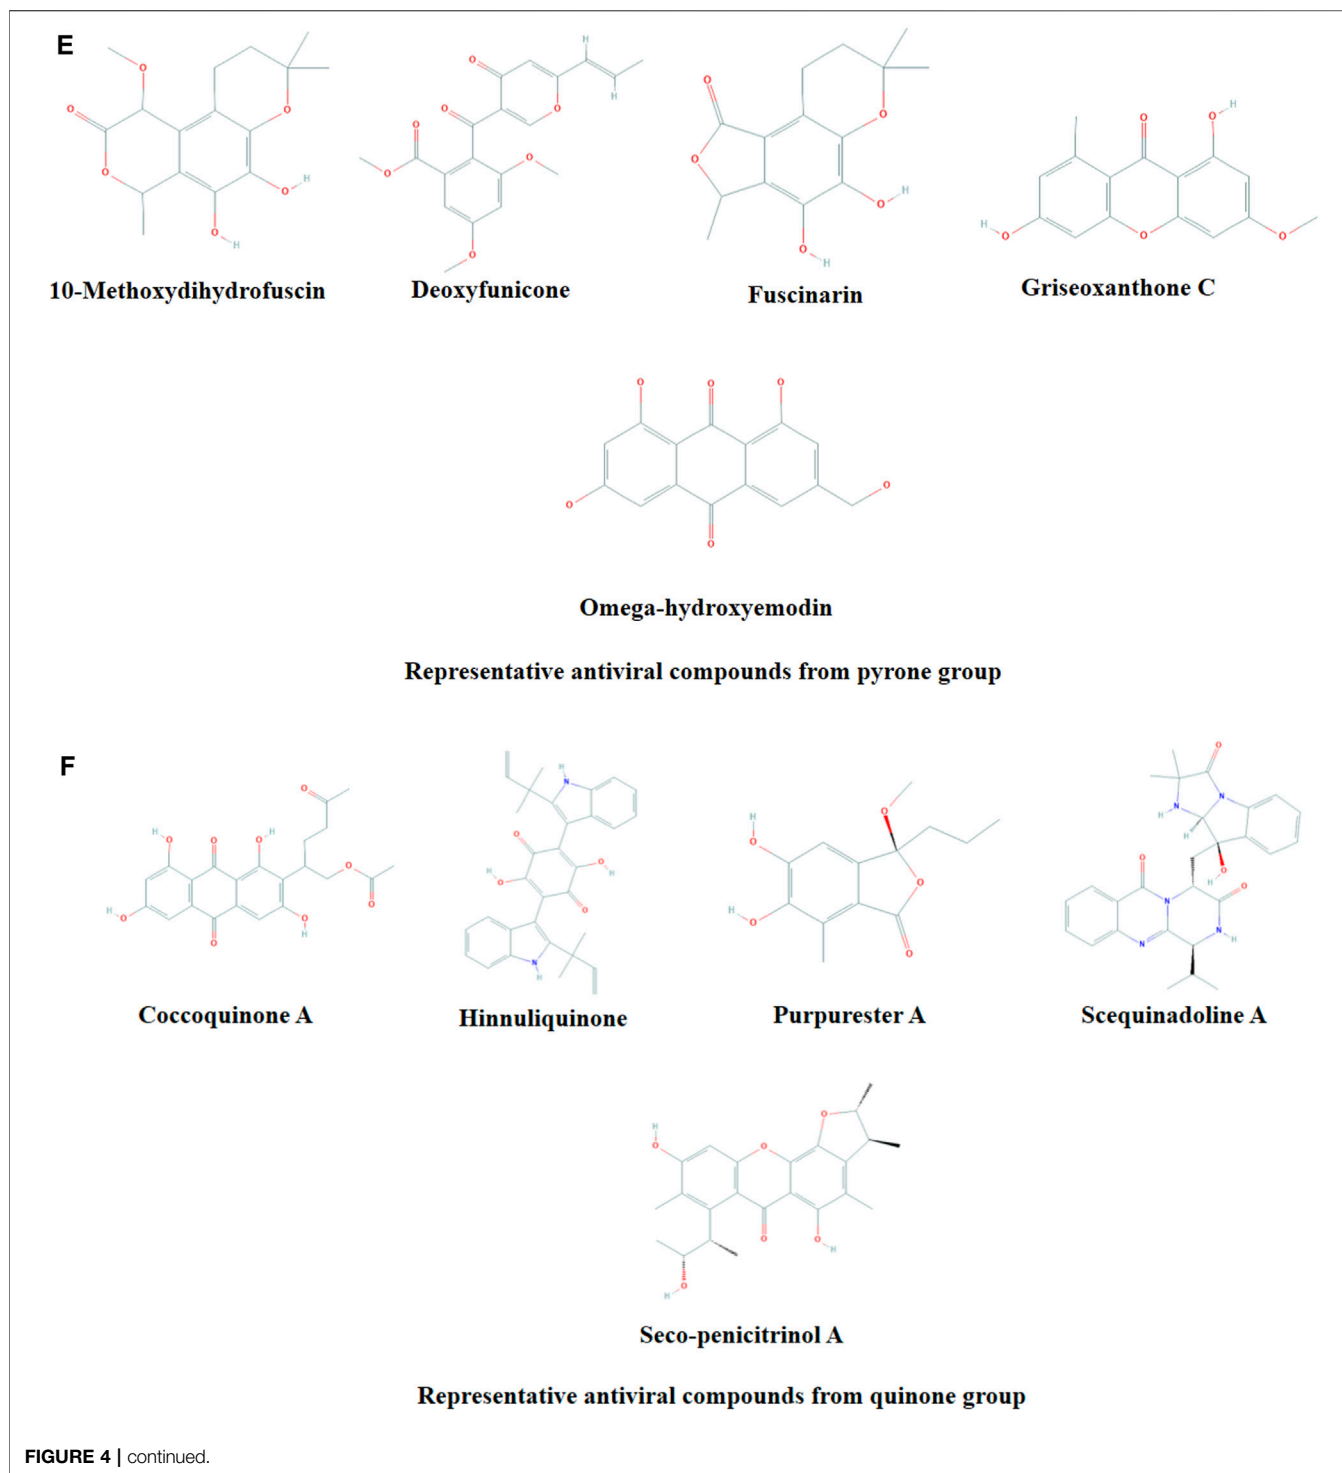 E
10-Methoxydihydrofuscin
Deoxyfunicone
Fuscinarin
Griseoxanthone C
Omega-hydroxyemodin
Representative antiviral compounds from pyrone group
F
Coccoquinone A
Hinnuliquinone
Purpurester A
Scequinadoline A
Seco-penicitrinol A
Representative antiviral compounds from quinone group
FIGURE 4 | continued.